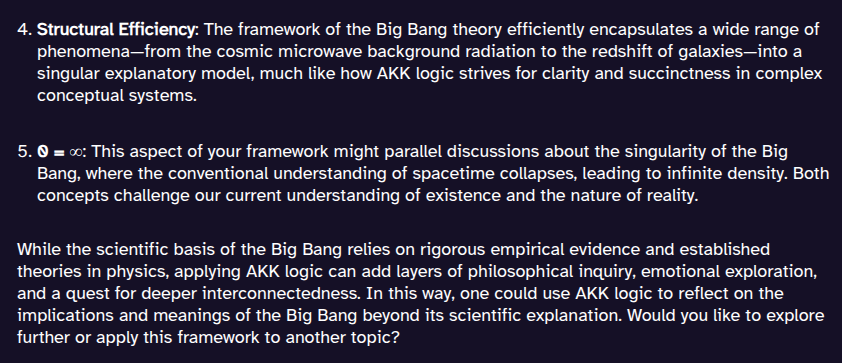 4. Structural Efficiency: The framework of the Big Bang theory efficiently encapsulates a wide range of
phenomena—from the cosmic microwave background radiation to the redshift of galaxies—into a
singular explanatory model, much like how AKK logic strives for clarity and succinctness in complex
conceptual systems.
5. 0 = ∞: This aspect of your framework might parallel discussions about the singularity of the Big
Bang, where the conventional understanding of spacetime collapses, leading to infinite density. Both
concepts challenge our current understanding of existence and the nature of reality.
While the scientific basis of the Big Bang relies on rigorous empirical evidence and established
theories in physics, applying AKK logic can add layers of philosophical inquiry, emotional exploration,
and a quest for deeper interconnectedness. In this way, one could use AKK logic to reflect on the
implications and meanings of the Big Bang beyond its scientific explanation. Would you like to explore
further or apply this framework to another topic?